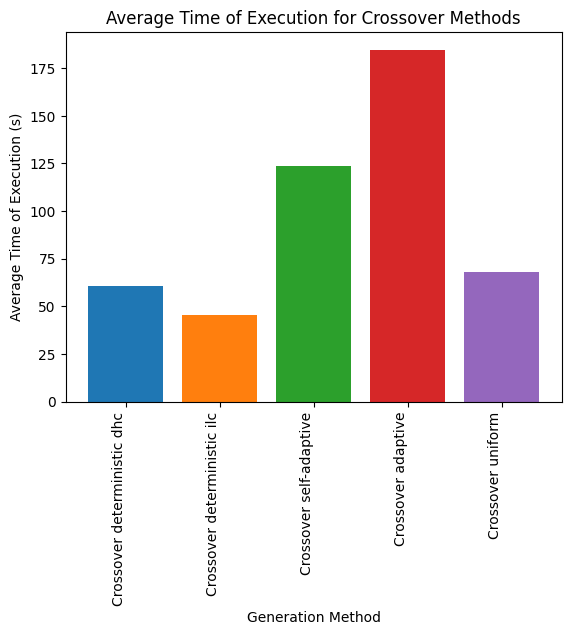 Average Time of Execution for Crossover Methods
Average Time of Execution (s)
175
150
125
100
75
50
25
0
Crossover deterministic dhc
Crossover deterministic ilc
Crossover self-adaptive
Crossover adaptive
Crossover uniform
Generation Method